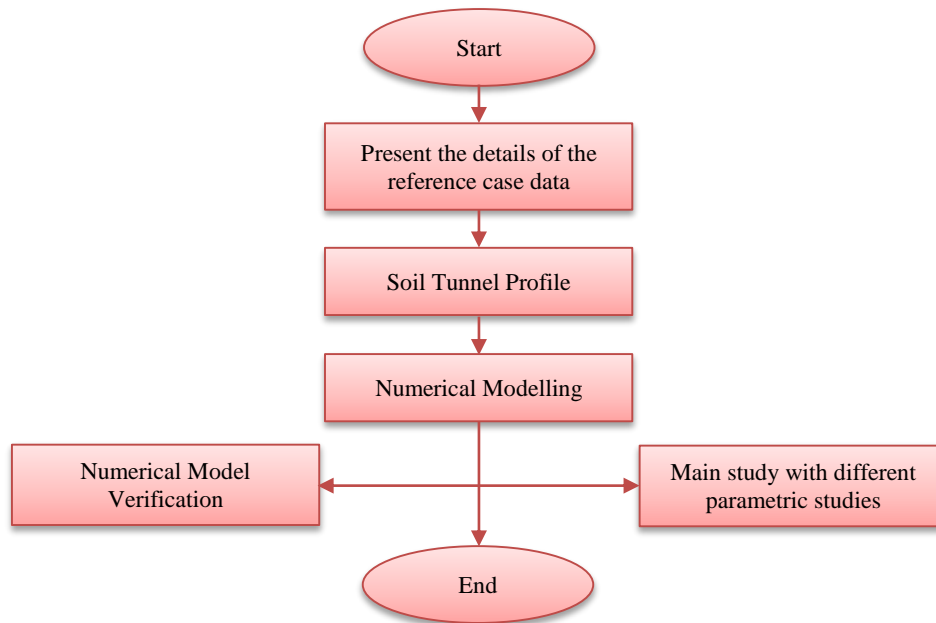 Start
Present the details of the
reference case data
Soil Tunnel Profile
Numerical Modelling
Numerical Model
Verification
Main study with different
parametric studies
End